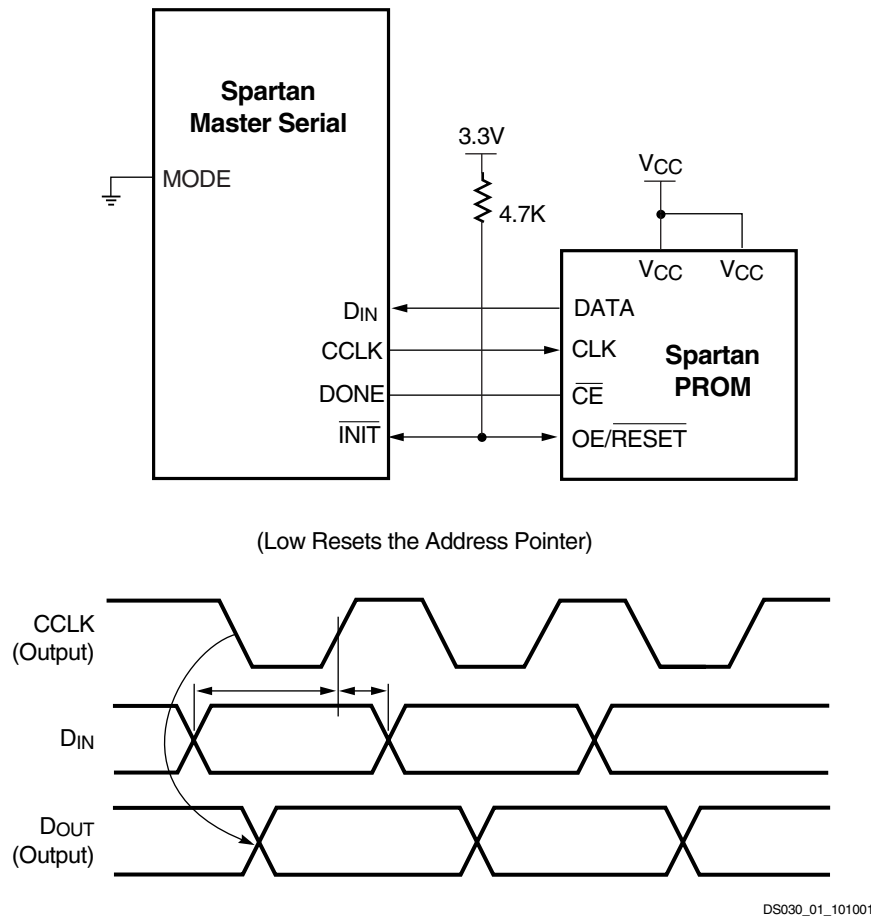 Spartan
Master Serial
MODE
3.3V
4.7K
VCC
VCC VCC
DIN
DATA
CCLK
CLK
Spartan
PROM
DONE
CE
INIT
OE/RESET
(Low Resets the Address Pointer)
CCLK
(Output)
DIN
DOUT
(Output)
DS030_01_101001